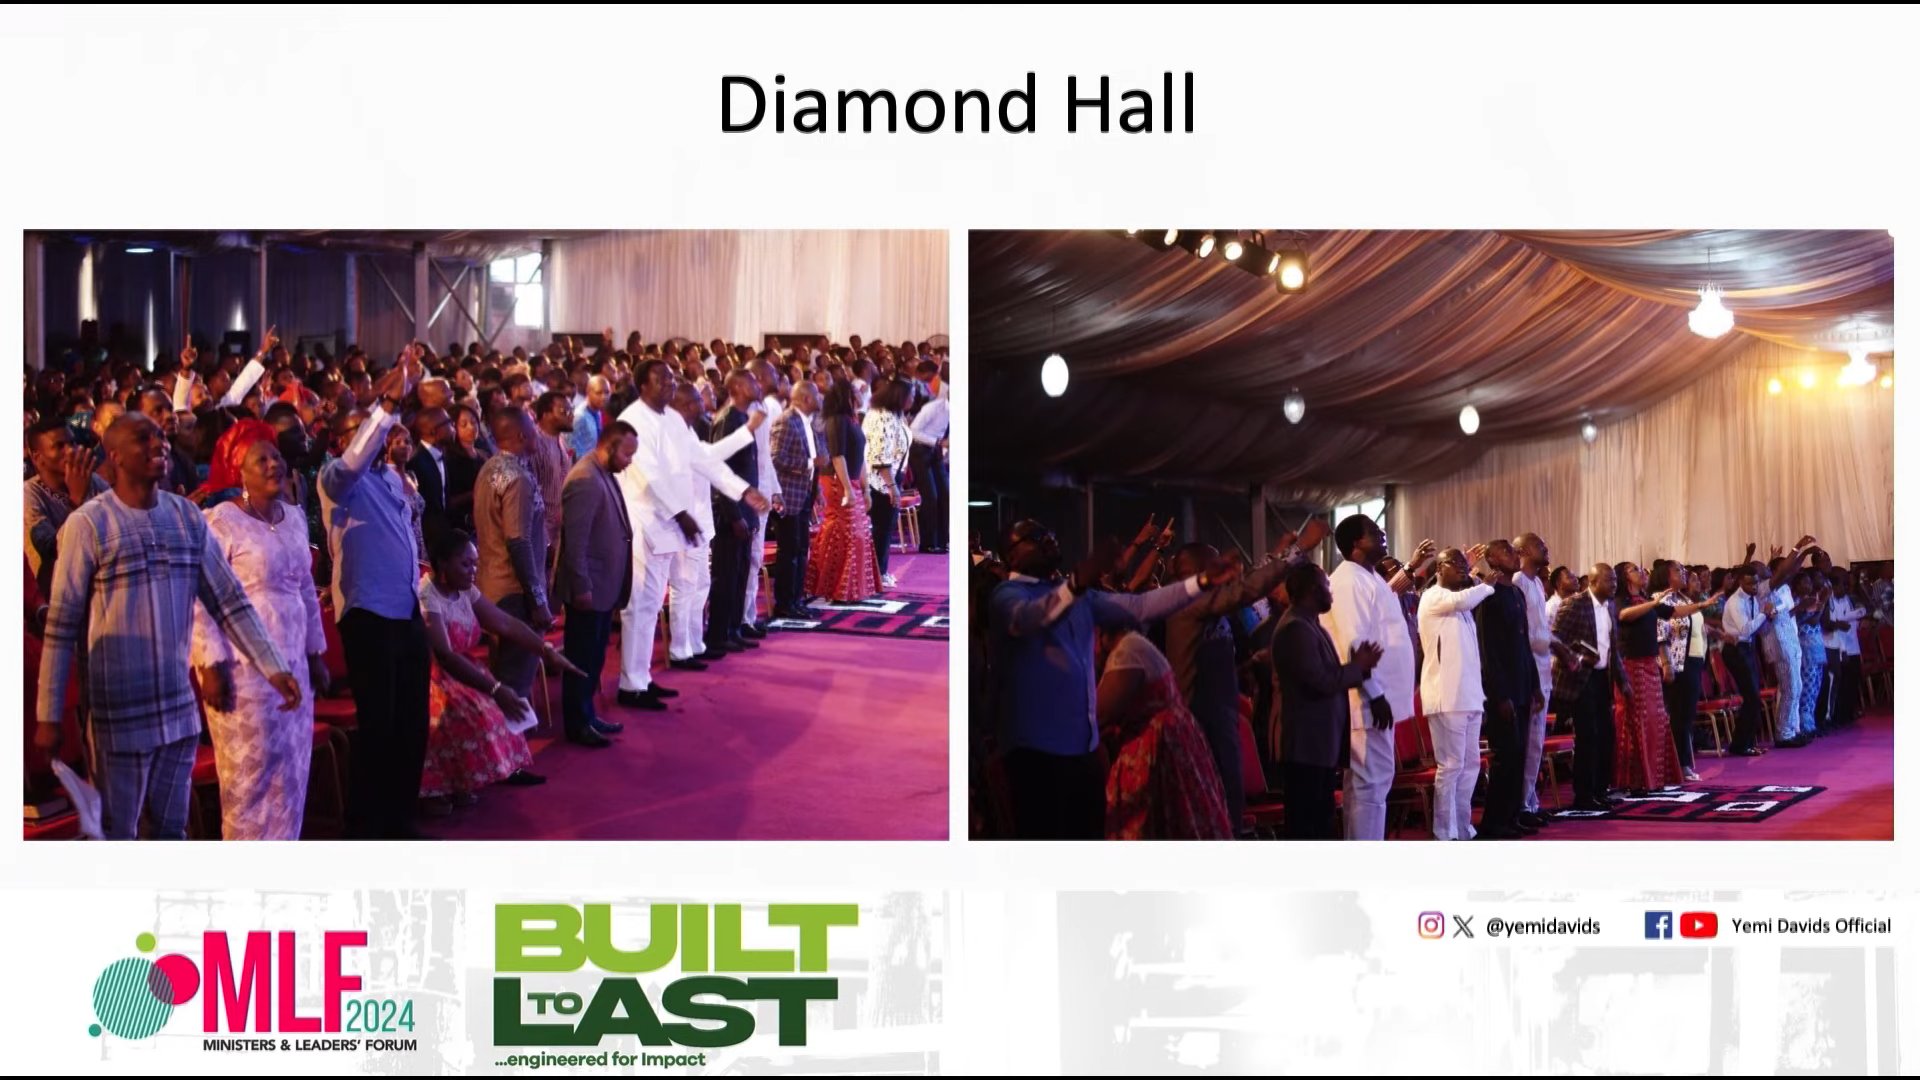 Diamond Hall
MLF 2024
MINISTERS & LEADERS' FORUM
BUILT
TO LAST
...engineered for Impact
@yemidavids
Yemi Davids Official